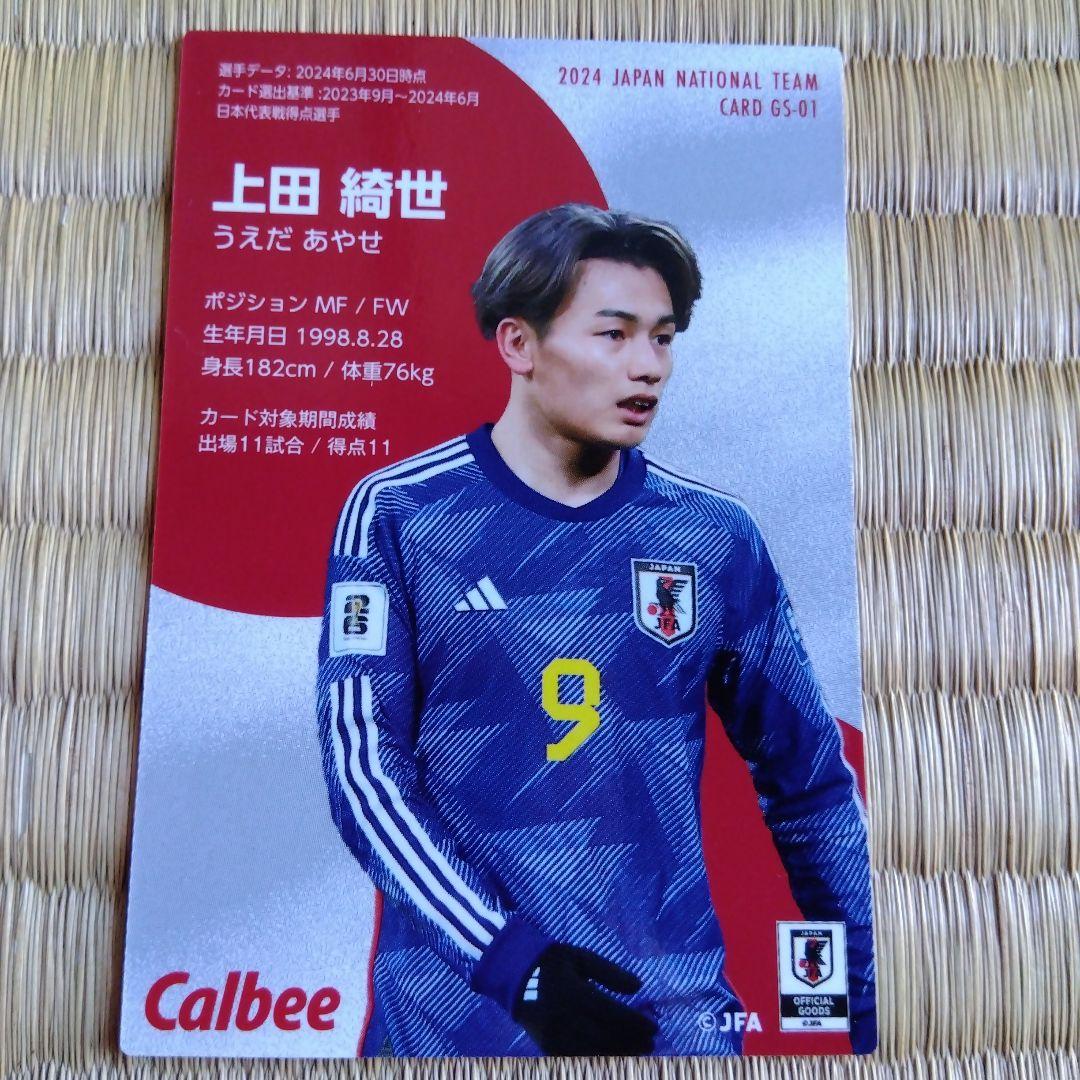 選手データ: 2024年6月30日時点
カード選出基準 :2023年9月～2024年6月
日本代表戦得点選手
2024 JAPAN NATIONAL TEAM
CARD GS-01
上田 綺世
うえだ あやせ
ポジション MF / FW
生年月日 1998.8.28
身長182cm / 体重76kg
カード対象期間成績
出場11試合 / 得点11
JAPAN
JFA
26
9
Calbee
©JFA
JAPAN
JFA
OFFICIAL
GOODS
©JFA